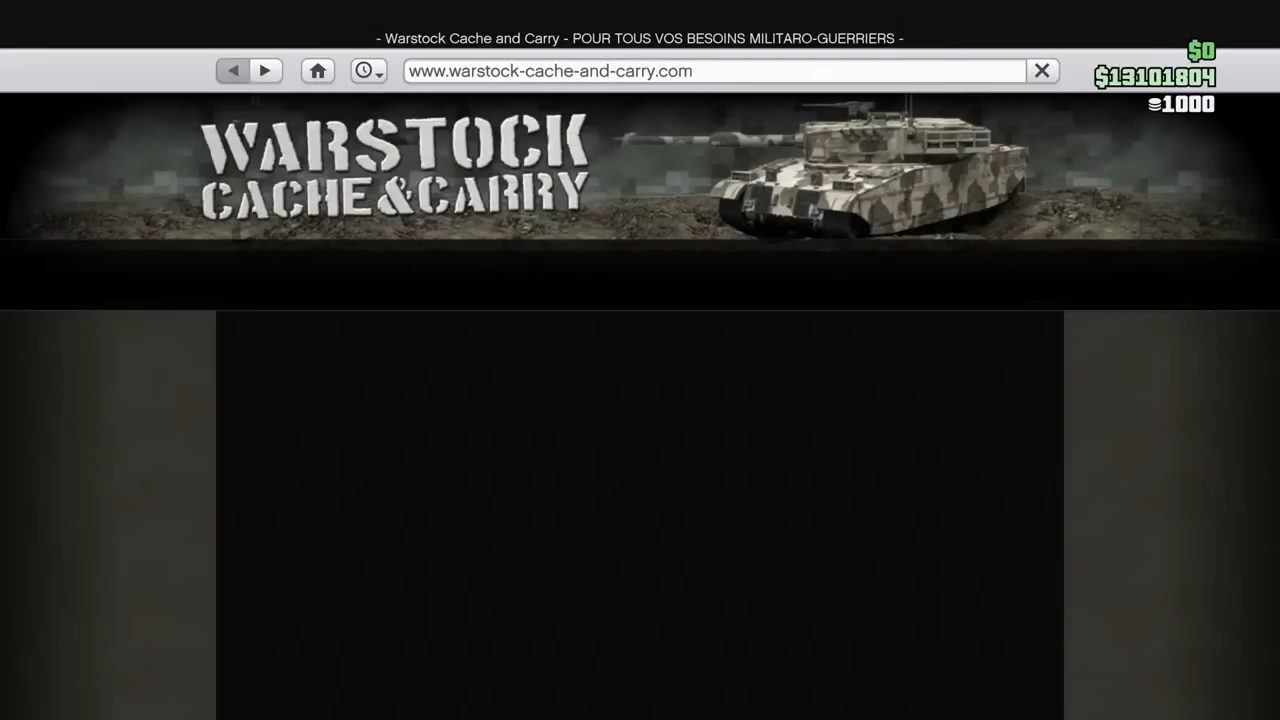 - Warstock Cache and Carry - POUR TOUS VOS BESOINS MILITARO-GUERRIERS -
$0
www.warstock-cache-and-carry.com
$13101804
1000
WARSTOCK
CACHE&CARRY